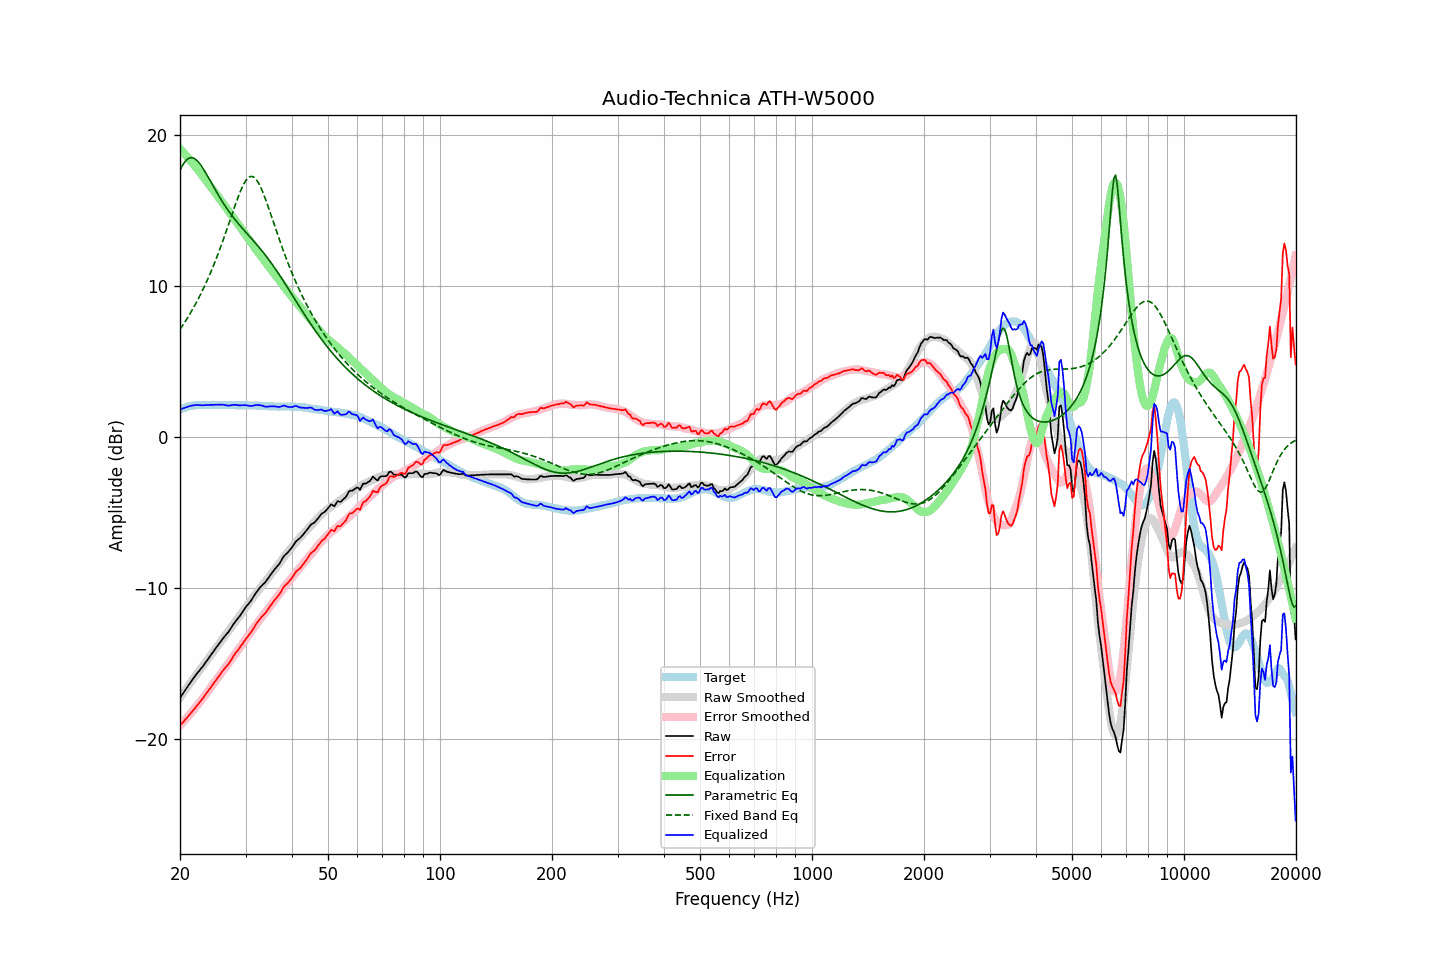 Audio-Technica ATH-W5000
Amplitude (dBr)
20
10
0
−10
−20
Target
Raw Smoothed
Error Smoothed
Raw
Error
Equalization
Parametric Eq
Fixed Band Eq
Equalized
20 50 100 200 500 1000 2000 5000 10000 20000
Frequency (Hz)